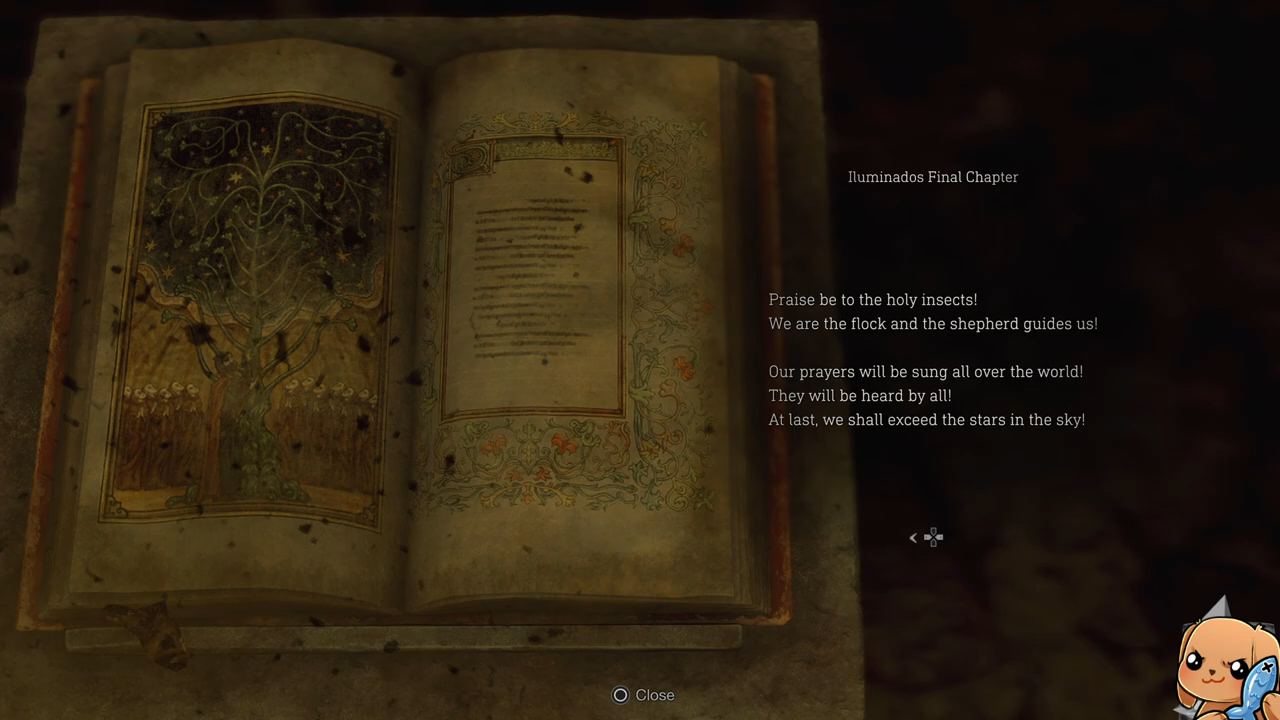 Iluminados Final Chapter
Praise be to the holy insects!
We are the flock and the shepherd guides us!
Our prayers will be sung all over the world!
They will be heard by all!
At last, we shall exceed the stars in the sky!
Close